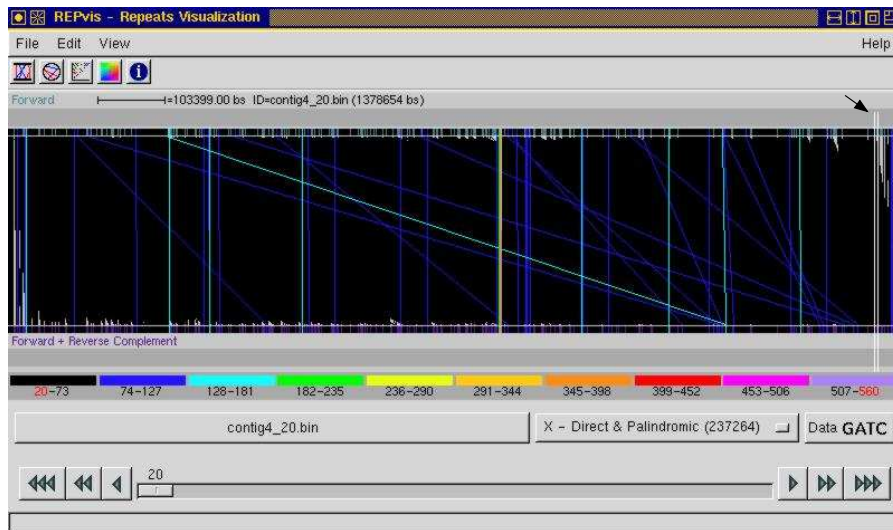 REPvis - Repeats Visualization
File Edit View Help
Forward =103399.00 bs ID=contig4_20.bin (1378654 bs)
Forward + Reverse Complement
20-73 74-127 128-181 182-235 236-290 291-344 345-398 399-452 453-506 507-560
contig4_20.bin X - Direct & Palindromic (237264) Data GATC
20